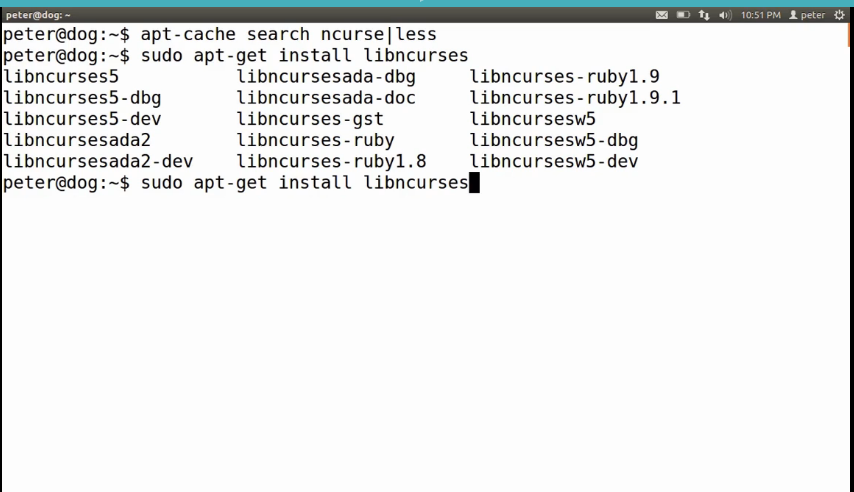 peter@dog: ~ 10:51 PM peter
peter@dog:~$ apt-cache search ncurse|less
peter@dog:~$ sudo apt-get install libncurses
libncurses5 libncursesada-dbg libncurses-ruby1.9
libncurses5-dbg libncursesada-doc libncurses-ruby1.9.1
libncurses5-dev libncurses-gst libncursesw5
libncursesada2 libncurses-ruby libncursesw5-dbg
libncursesada2-dev libncurses-ruby1.8 libncursesw5-dev
peter@dog:~$ sudo apt-get install libncurses